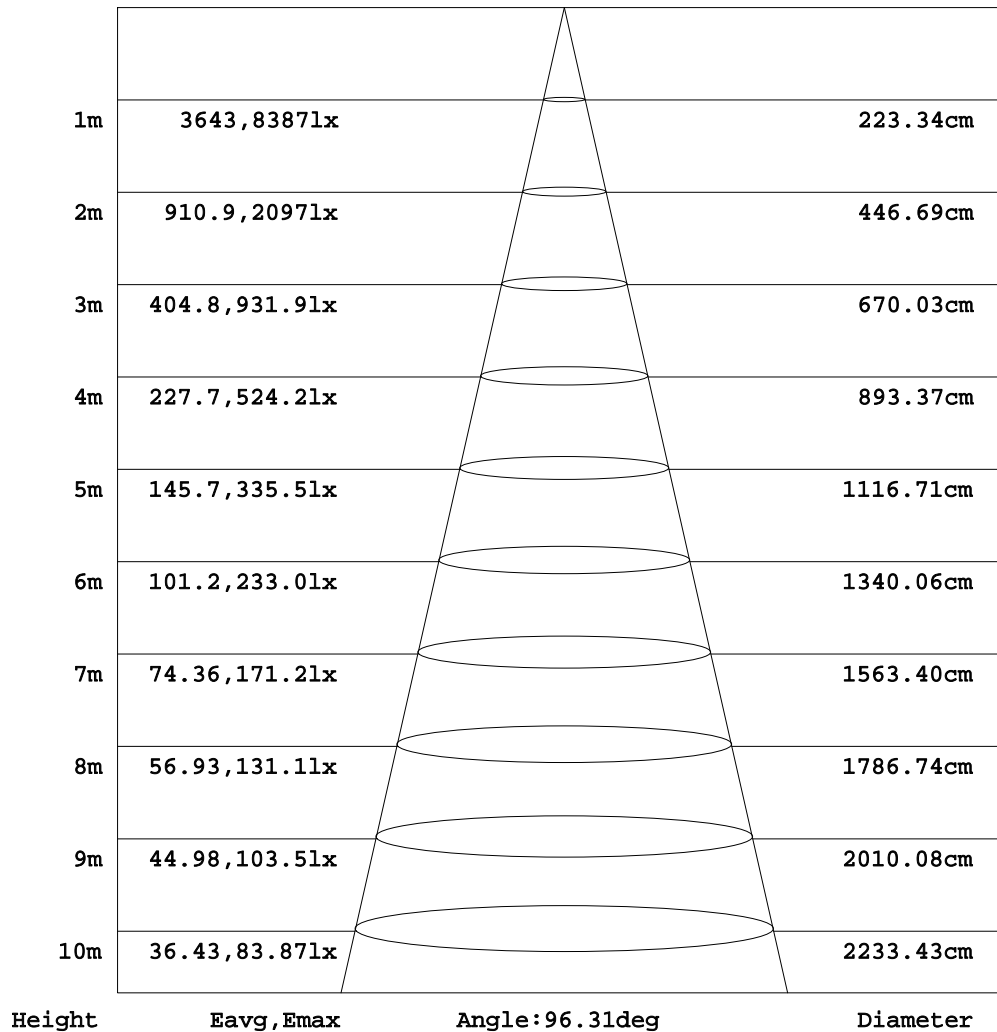 1m 3643,8387lx 223.34cm
2m 910.9,2097lx 446.69cm
3m 404.8,931.9lx 670.03cm
4m 227.7,524.2lx 893.37cm
5m 145.7,335.5lx 1116.71cm
6m 101.2,233.0lx 1340.06cm
7m 74.36,171.2lx 1563.40cm
8m 56.93,131.1lx 1786.74cm
9m 44.98,103.5lx 2010.08cm
10m 36.43,83.87lx 2233.43cm
Height Eavg,Emax Angle:96.31deg Diameter